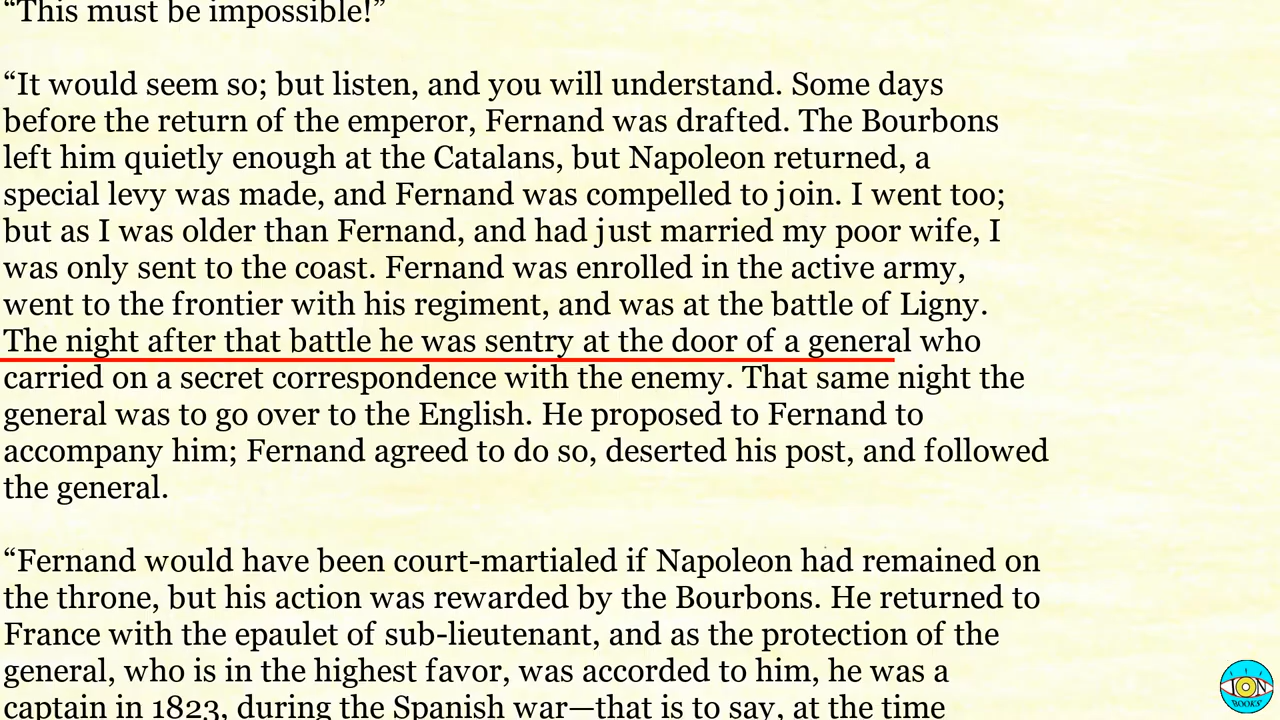 “This must be impossible!”
“It would seem so; but listen, and you will understand. Some days
before the return of the emperor, Fernand was drafted. The Bourbons
left him quietly enough at the Catalans, but Napoleon returned, a
special levy was made, and Fernand was compelled to join. I went too;
but as I was older than Fernand, and had just married my poor wife, I
was only sent to the coast. Fernand was enrolled in the active army,
went to the frontier with his regiment, and was at the battle of Ligny.
The night after that battle he was sentry at the door of a general who
carried on a secret correspondence with the enemy. That same night the
general was to go over to the English. He proposed to Fernand to
accompany him; Fernand agreed to do so, deserted his post, and followed
the general.
“Fernand would have been court-martialed if Napoleon had remained on
the throne, but his action was rewarded by the Bourbons. He returned to
France with the epaulet of sub-lieutenant, and as the protection of the
general, who is in the highest favor, was accorded to him, he was a
captain in 1823, during the Spanish war—that is to say, at the time
ION
BOOKS